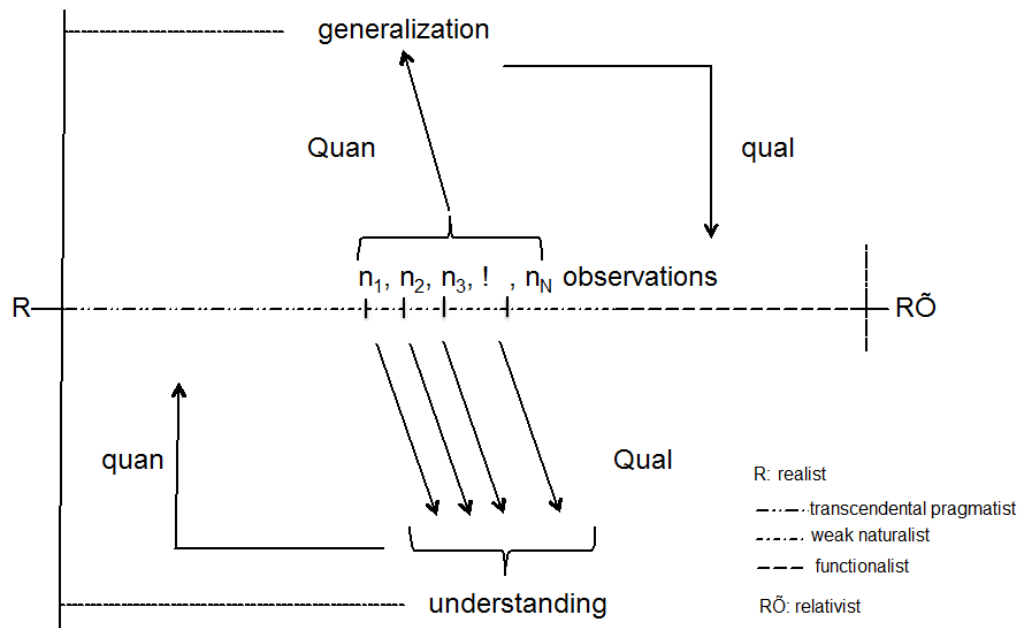 generalization
Quan
qual
n₁, n₂, n₃, ! , n_N observations
R
RÕ
quan
Qual
understanding
R: realist
transcendental pragmatist
weak naturalist
functionalist
RÕ: relativist